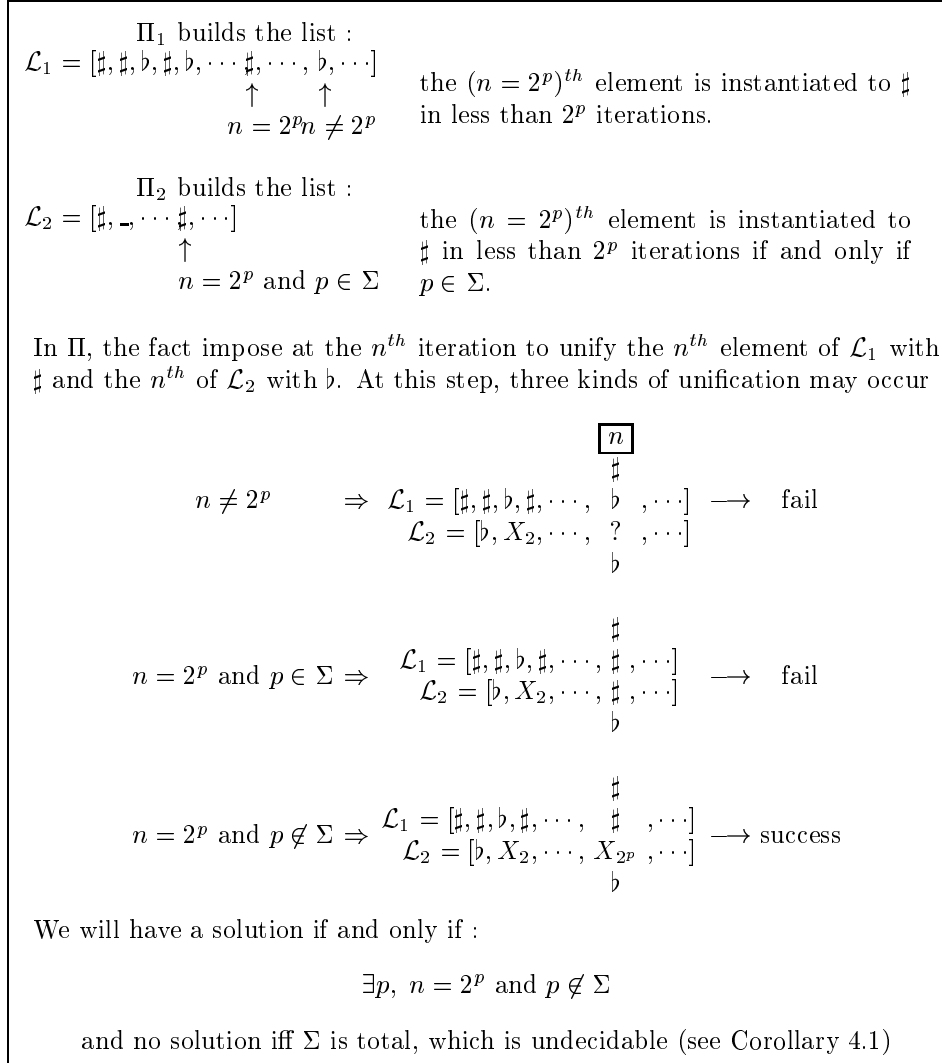 Π₁ builds the list :
ℒ₁ = [♯, ♯, ♭, ♯, ♭, ⋯ ♯, ⋯, ♭, ⋯]
↑ ↑
n = 2ᵖn ≠ 2ᵖ
the (n = 2ᵖ)ᵗʰ element is instantiated to ♯
in less than 2ᵖ iterations.
Π₂ builds the list :
ℒ₂ = [♯, _, ⋯ ♯, ⋯]
↑
n = 2ᵖ and p ∈ Σ
the (n = 2ᵖ)ᵗʰ element is instantiated to
♯ in less than 2ᵖ iterations if and only if
p ∈ Σ.
In Π, the fact impose at the nᵗʰ iteration to unify the nᵗʰ element of ℒ₁ with
♯ and the nᵗʰ of ℒ₂ with ♭. At this step, three kinds of unification may occur
n
♯
n ≠ 2ᵖ ⇒ ℒ₁ = [♯, ♯, ♭, ♯, ⋯, ♭ , ⋯] ⟶ fail
ℒ₂ = [♭, X₂, ⋯, ? , ⋯]
♭
♯
n = 2ᵖ and p ∈ Σ ⇒ ℒ₁ = [♯, ♯, ♭, ♯, ⋯, ♯ , ⋯] ⟶ fail
ℒ₂ = [♭, X₂, ⋯, ♯ , ⋯]
♭
♯
n = 2ᵖ and p ∉ Σ ⇒ ℒ₁ = [♯, ♯, ♭, ♯, ⋯, ♯ , ⋯] ⟶ success
ℒ₂ = [♭, X₂, ⋯, X_{2ᵖ} , ⋯]
♭
We will have a solution if and only if :
∃p, n = 2ᵖ and p ∉ Σ
and no solution iff Σ is total, which is undecidable (see Corollary 4.1)